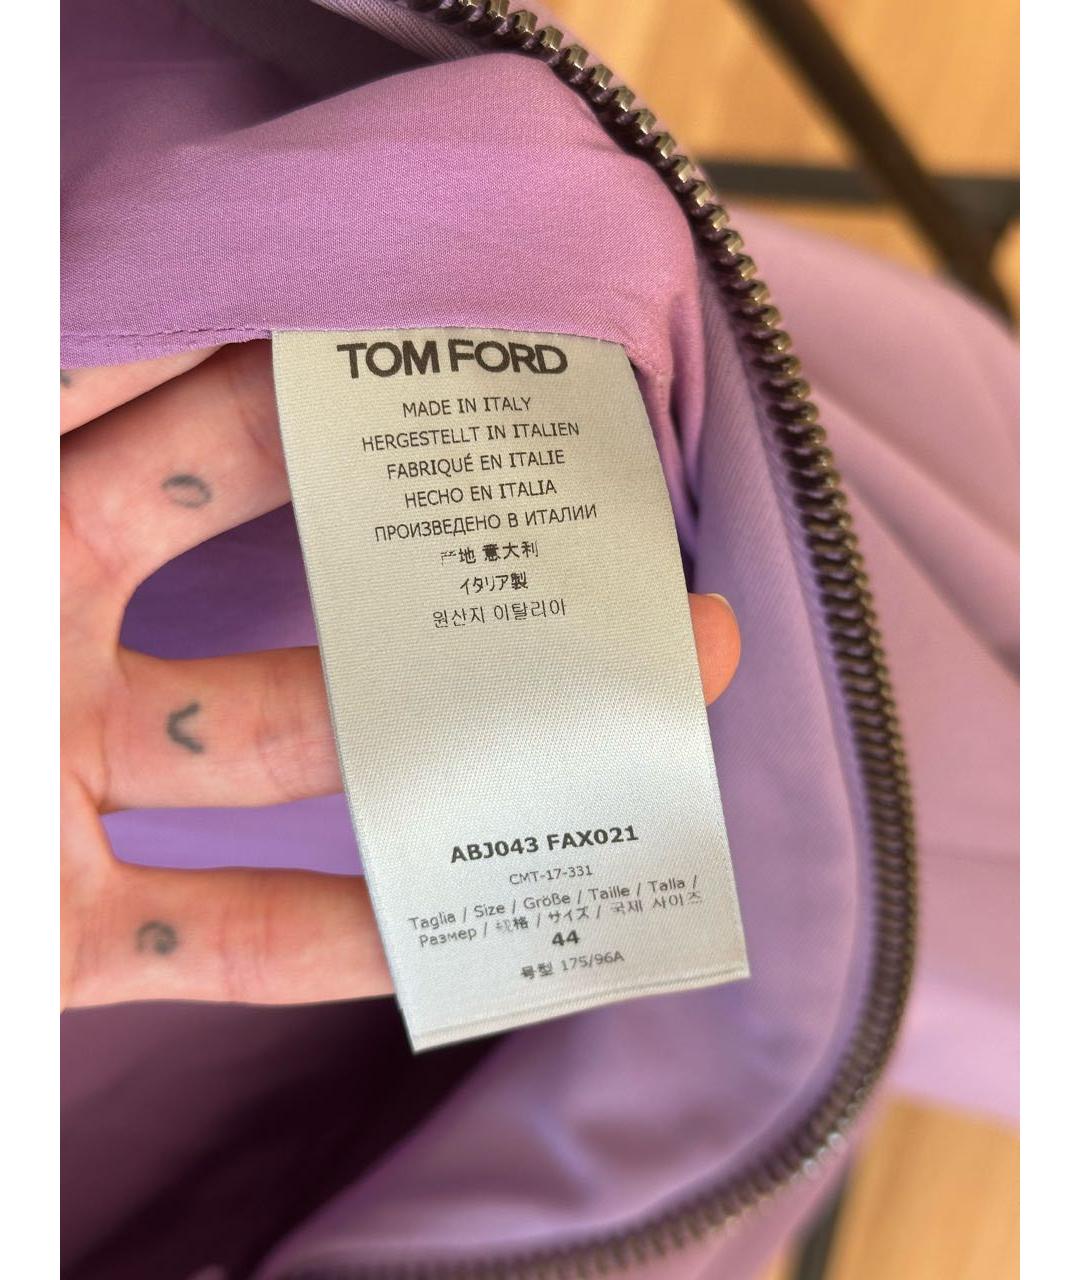 TOM FORD
MADE IN ITALY
HERGESTELLT IN ITALIEN
FABRIQUÉ EN ITALIE
HECHO EN ITALIA
ПРОИЗВЕДЕНО В ИТАЛИИ
产地 意大利
イタリア製
원산지 이탈리아
o
v
e
ABJ043 FAX021
CMT-17-331
Taglia / Size / Größe / Taille / Talla /
Размер / 规格 / サイズ / 국제 사이즈
44
号型 175/96A